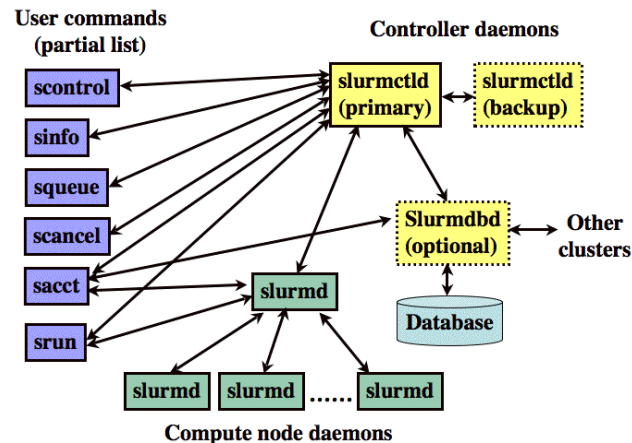 User commands
(partial list)
Controller daemons
scontrol
slurmctld
(primary)
slurmctld
(backup)
sinfo
squeue
scancel
Slurmdbd
(optional)
Other
clusters
sacct
slurmd
srun
Database
slurmd
slurmd
......
slurmd
Compute node daemons